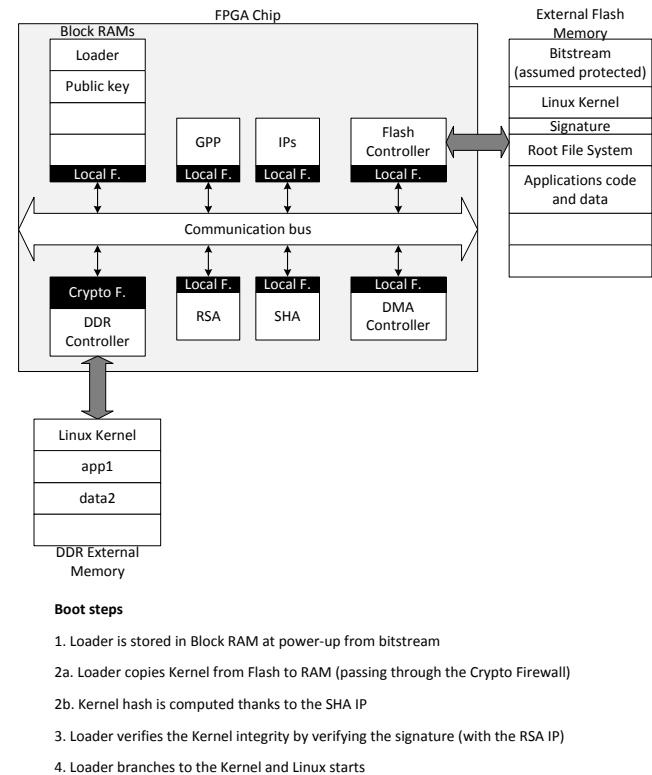 FPGA Chip
Block RAMs
Loader
Public key
Local F.
GPP
Local F.
IPs
Local F.
Flash
Controller
Local F.
External Flash
Memory
Bitstream
(assumed protected)
Linux Kernel
Signature
Root File System
Applications code
and data
Communication bus
Crypto F.
DDR
Controller
Local F.
RSA
Local F.
SHA
Local F.
DMA
Controller
Linux Kernel
app1
data2
DDR External
Memory
Boot steps
1. Loader is stored in Block RAM at power-up from bitstream
2a. Loader copies Kernel from Flash to RAM (passing through the Crypto Firewall)
2b. Kernel hash is computed thanks to the SHA IP
3. Loader verifies the Kernel integrity by verifying the signature (with the RSA IP)
4. Loader branches to the Kernel and Linux starts